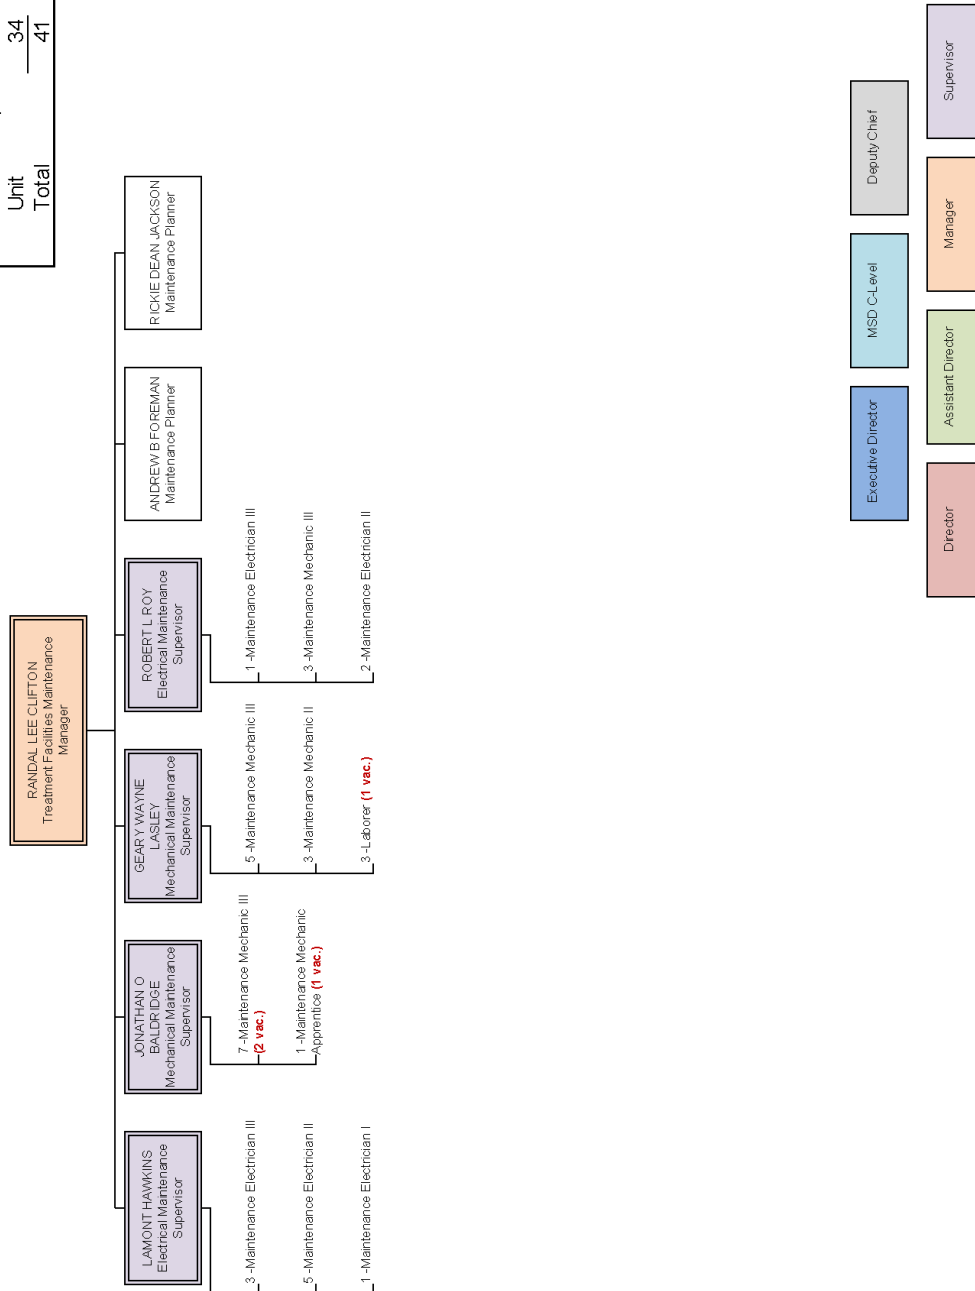 Unit 34
Total 41
RANDAL LEE CLIFTON
Treatment Facilities Maintenance
Manager
LAMONT HAWKINS
Electrical Maintenance
Supervisor
3 -Maintenance Electrician III
5 -Maintenance Electrician II
1 -Maintenance Electrician I
JONATHAN O
BALDRIDGE
Mechanical Maintenance
Supervisor
7 -Maintenance Mechanic III
(2 vac.)
1 -Maintenance Mechanic
Apprentice (1 vac.)
GEARY WAYNE
LASLEY
Mechanical Maintenance
Supervisor
5 -Maintenance Mechanic III
3 -Maintenance Mechanic II
3 -Laborer (1 vac.)
ROBERT L ROY
Electrical Maintenance
Supervisor
1 -Maintenance Electrician III
3 -Maintenance Mechanic III
2 -Maintenance Electrician II
ANDREW B FOREMAN
Maintenance Planner
RICKIE DEAN JACKSON
Maintenance Planner
Executive Director
MSD C-Level
Deputy Chief
Director
Assistant Director
Manager
Supervisor